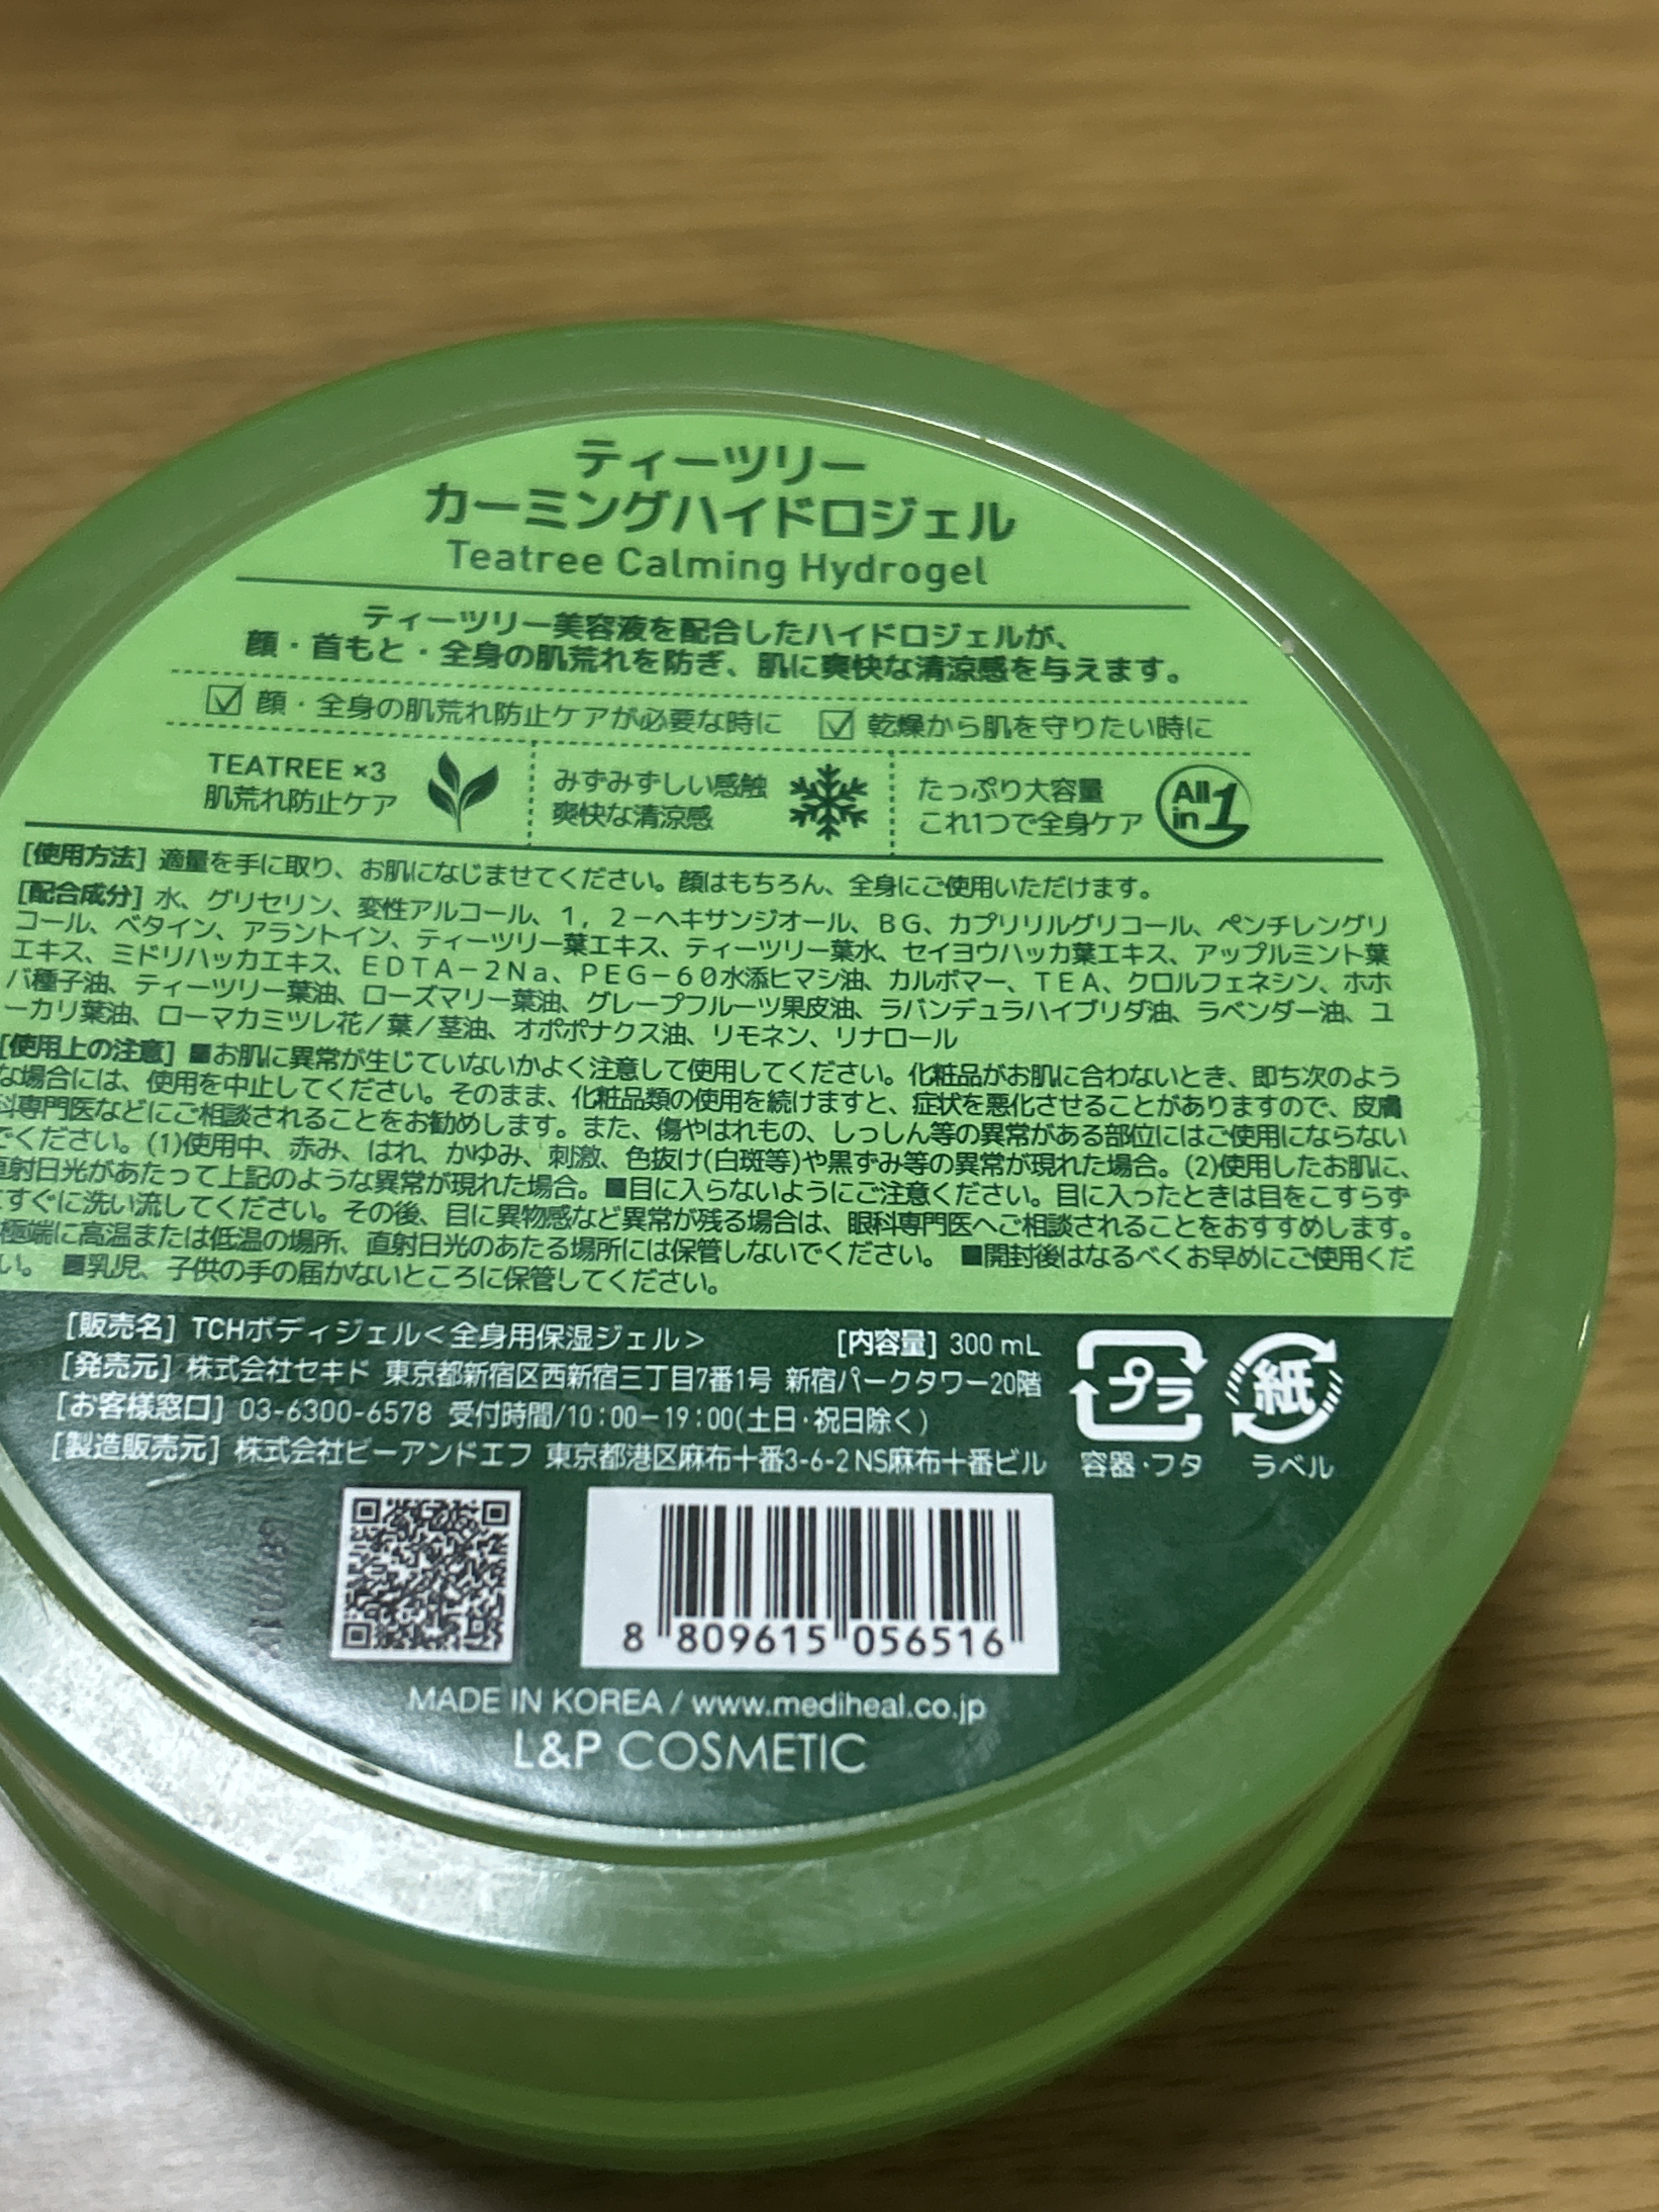 ティーツリー
カーミングハイドロジェル
Teatree Calming Hydrogel
ティーツリー美容液を配合したハイドロジェルが、
顔・首もと・全身の肌荒れを防ぎ、肌に爽快な清涼感を与えます。
顔・全身の肌荒れ防止ケアが必要な時に 乾燥から肌を守りたい時に
TEATREE ×3
肌荒れ防止ケア
みずみずしい感触
爽快な清涼感
たっぷり大容量
これ1つで全身ケア
All in 1
[使用方法] 適量を手に取り、お肌になじませてください。顔はもちろん、全身にご使用いただけます。
[配合成分] 水、グリセリン、変性アルコール、1，2－ヘキサンジオール、BG、カプリリルグリコール、ペンチレングリ
コール、ベタイン、アラントイン、ティーツリー葉エキス、ティーツリー葉水、セイヨウハッカ葉エキス、アップルミント葉
エキス、ミドリハッカエキス、EDTA－2Na、PEG－60水添ヒマシ油、カルボマー、TEA、クロルフェネシン、ホホ
バ種子油、ティーツリー葉油、ローズマリー葉油、グレープフルーツ果皮油、ラバンデュラハイブリダ油、ラベンダー油、ユ
ーカリ葉油、ローマカミツレ花／葉／茎油、オポポナクス油、リモネン、リナロール
[使用上の注意] ■お肌に異常が生じていないかよく注意して使用してください。化粧品がお肌に合わないとき、即ち次のよう
な場合には、使用を中止してください。そのまま、化粧品類の使用を続けますと、症状を悪化させることがありますので、皮膚
科専門医などにご相談されることをお勧めします。また、傷やはれもの、しっしん等の異常がある部位にはご使用にならない
でください。(1)使用中、赤み、はれ、かゆみ、刺激、色抜け(白斑等)や黒ずみ等の異常が現れた場合。(2)使用したお肌に、
直射日光があたって上記のような異常が現れた場合。■目に入らないようにご注意ください。目に入ったときは目をこすらず
すぐに洗い流してください。その後、目に異物感など異常が残る場合は、眼科専門医へご相談されることをおすすめします。
極端に高温または低温の場所、直射日光のあたる場所には保管しないでください。 ■開封後はなるべくお早めにご使用くだ
い。 ■乳児、子供の手の届かないところに保管してください。
[販売名] TCHボディジェル＜全身用保湿ジェル＞ [内容量] 300 mL
[発売元] 株式会社セキド 東京都新宿区西新宿三丁目7番1号 新宿パークタワー20階
[お客様窓口] 03-6300-6578 受付時間/10：00－19：00(土日・祝日除く)
[製造販売元] 株式会社ビーアンドエフ 東京都港区麻布十番3-6-2 NS麻布十番ビル
プラ
容器・フタ
紙
ラベル
8 809615 056516
MADE IN KOREA / www.mediheal.co.jp
L&P COSMETIC